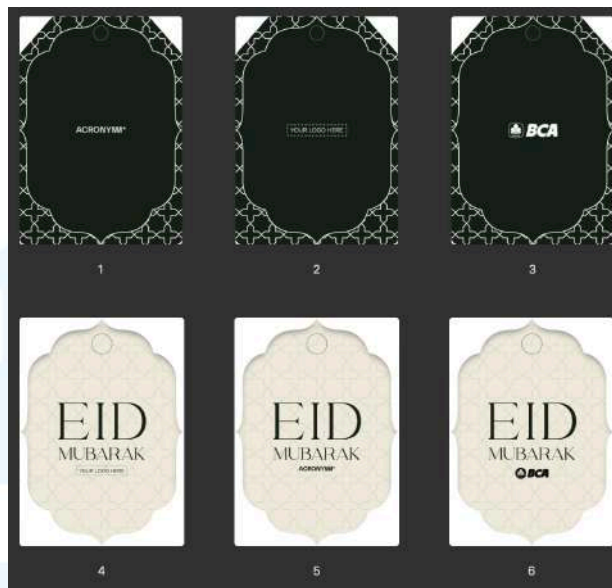 ACRONYM*
YOUR LOGO HERE
BCA
1
2
3
EID
MUBARAK
YOUR LOGO HERE
EID
MUBARAK
ACRONYM*
EID
MUBARAK
BCA
4
5
6